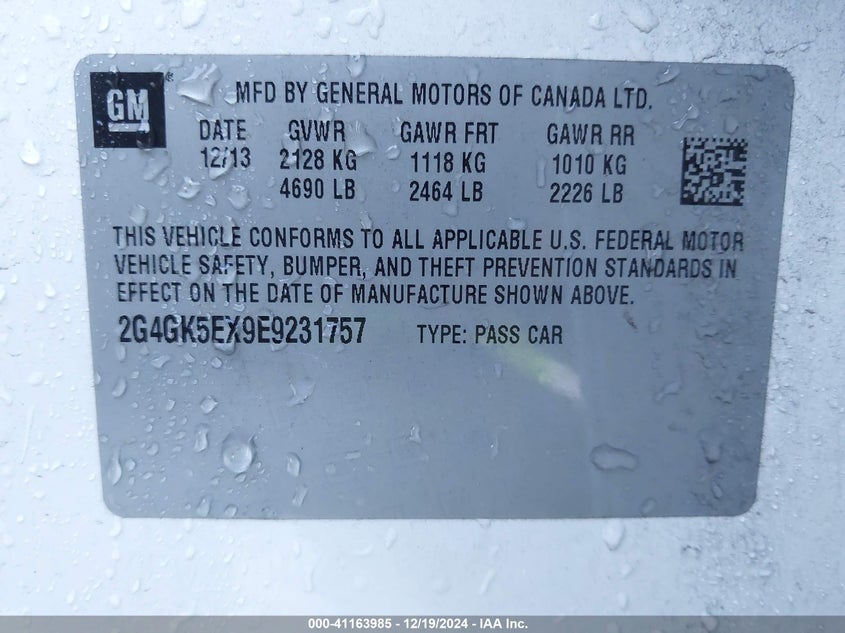 GM ® MFD BY GENERAL MOTORS OF CANADA LTD.
DATE GVWR GAWR FRT GAWR RR
12/13 2128 KG 1118 KG 1010 KG
4690 LB 2464 LB 2226 LB
THIS VEHICLE CONFORMS TO ALL APPLICABLE U.S. FEDERAL MOTOR
VEHICLE SAFETY, BUMPER, AND THEFT PREVENTION STANDARDS IN
EFFECT ON THE DATE OF MANUFACTURE SHOWN ABOVE.
2G4GK5EX9E9231757 TYPE: PASS CAR
000-41163985 - 12/19/2024 - IAA Inc.